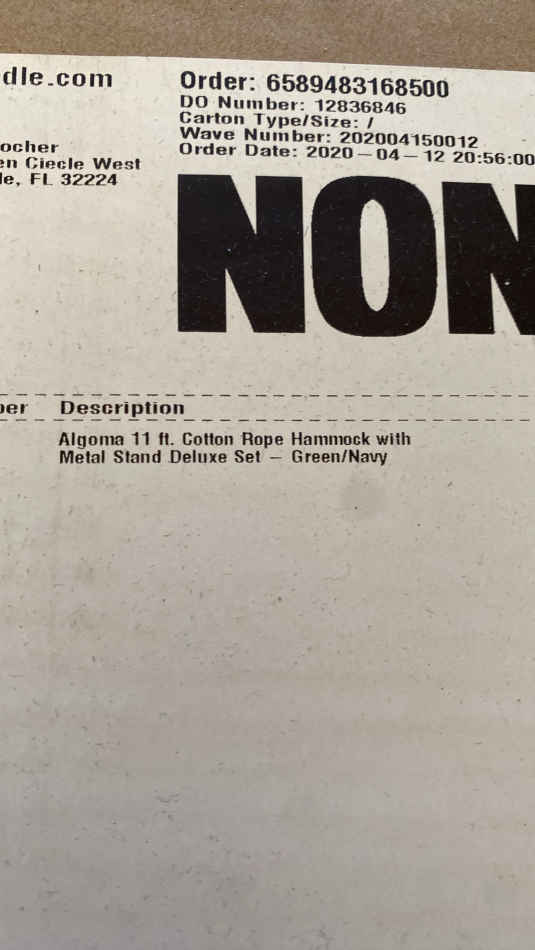 dle.com
Order: 6589483168500
DO Number: 12836846
Carton Type/Size: /
Wave Number: 202004150012
Order Date: 2020-04-12 20:56:00
ocher
en Ciecle West
le, FL 32224
NON
ber Description
Algoma 11 ft. Cotton Rope Hammock with
Metal Stand Deluxe Set - Green/Navy